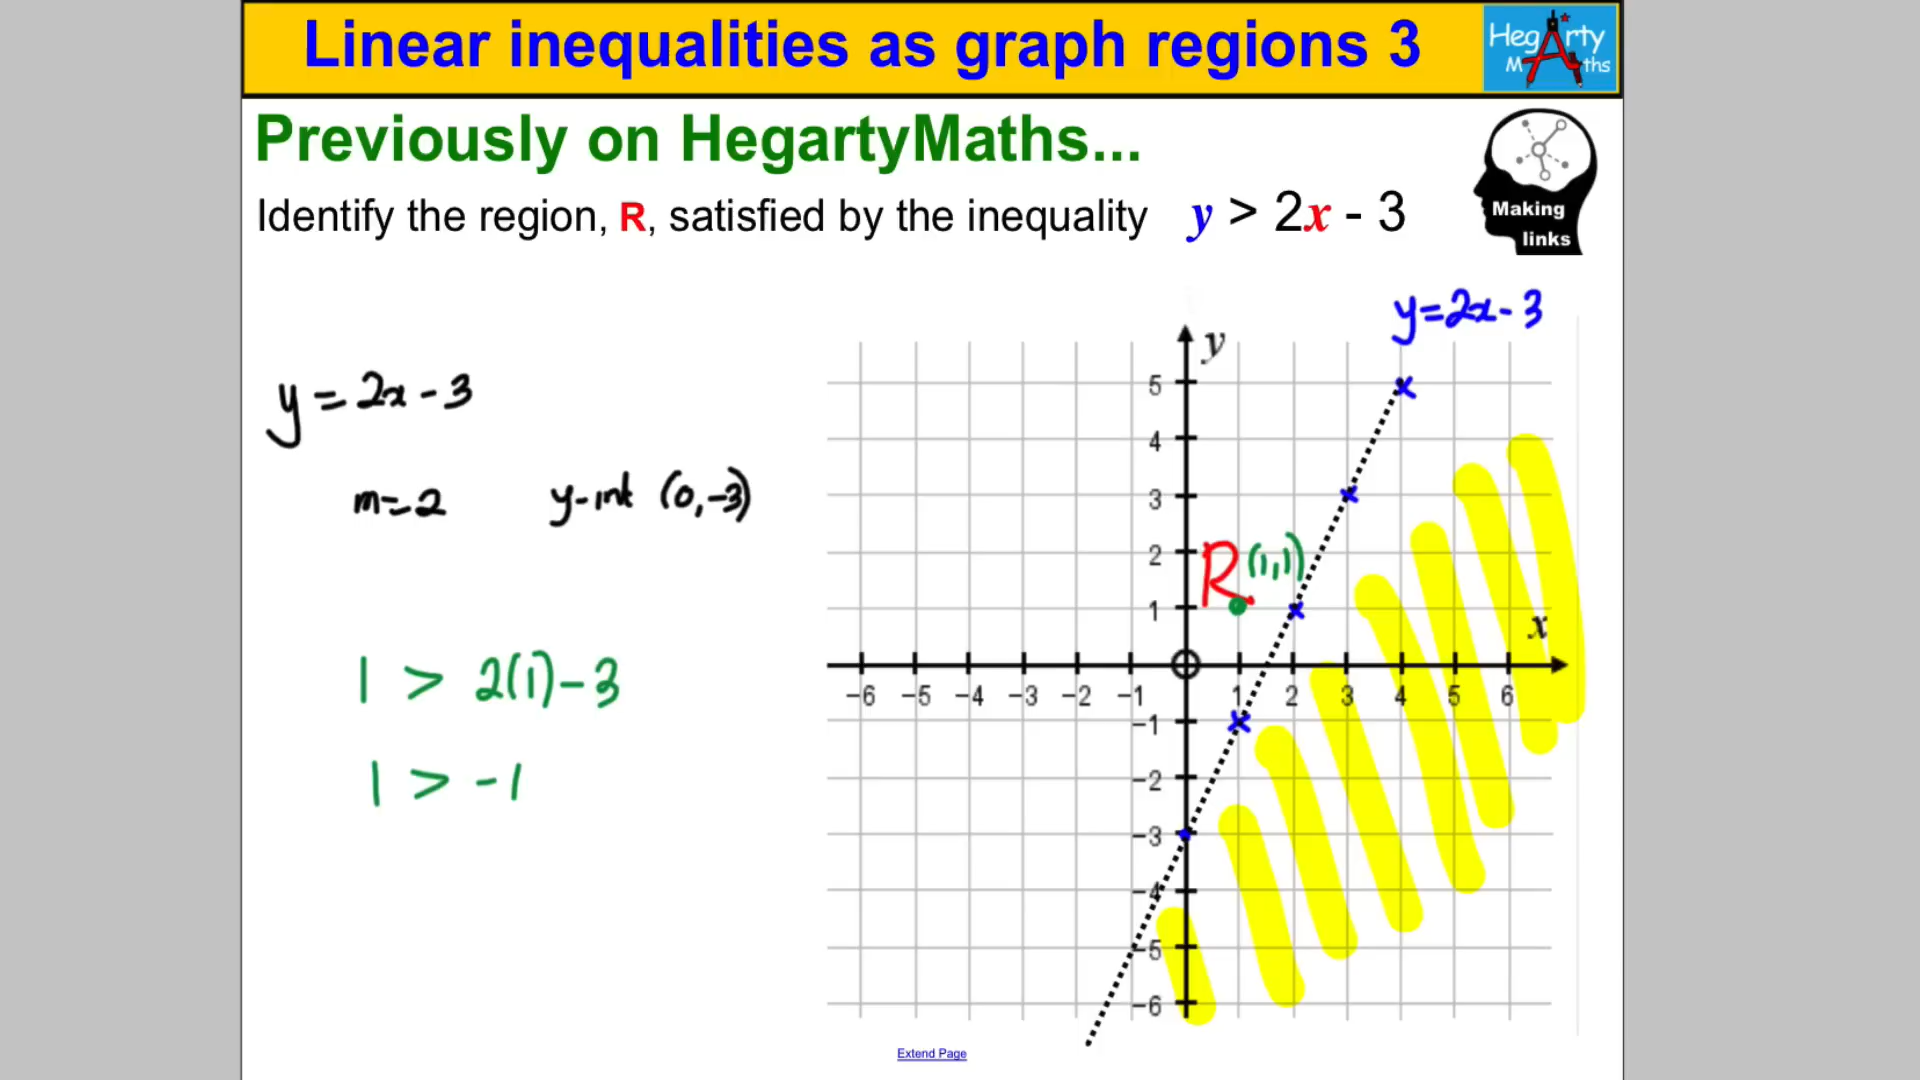 Linear inequalities as graph regions 3
HegArty
Maths
Previously on HegartyMaths...
Identify the region, R, satisfied by the inequality y > 2x - 3
Making
links
y=2x-3
y
y = 2x - 3
5
4
m=2 y-int (0,-3)
3
2
R (1,1)
1
x
1 > 2(1)-3
-6 -5 -4 -3 -2 -1 1 2 3 4 5 6
-1
1 > -1
-2
-3
-4
-5
-6
Extend Page